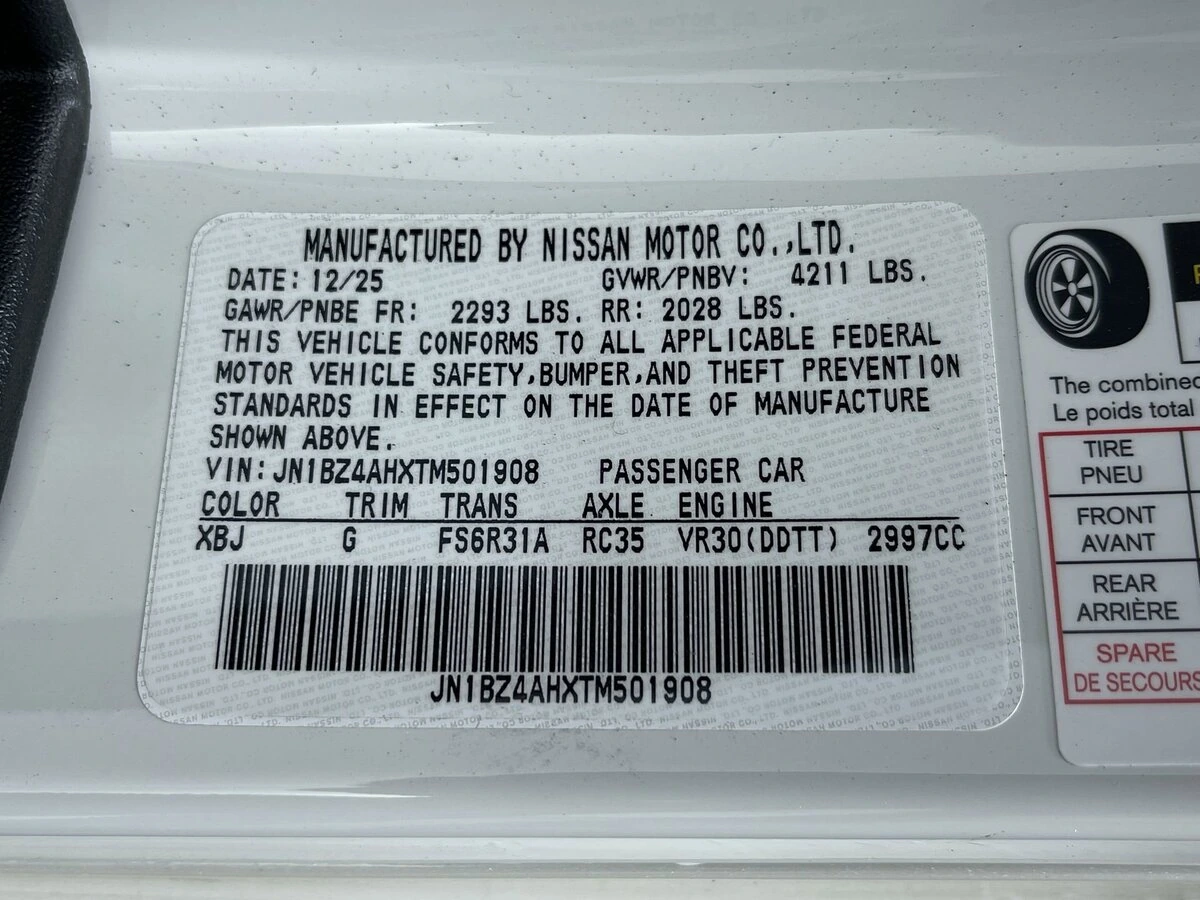 MANUFACTURED BY NISSAN MOTOR CO.,LTD.
DATE: 12/25 GVWR/PNBV: 4211 LBS.
GAWR/PNBE FR: 2293 LBS. RR: 2028 LBS.
THIS VEHICLE CONFORMS TO ALL APPLICABLE FEDERAL
MOTOR VEHICLE SAFETY,BUMPER,AND THEFT PREVENTION
STANDARDS IN EFFECT ON THE DATE OF MANUFACTURE
SHOWN ABOVE.
VIN: JN1BZ4AHXTM501908 PASSENGER CAR
COLOR TRIM TRANS AXLE ENGINE
XBJ G FS6R31A RC35 VR30(DDTT) 2997CC
JN1BZ4AHXTM501908
The combined
Le poids total
TIRE
PNEU
FRONT
AVANT
REAR
ARRIÈRE
SPARE
DE SECOURS